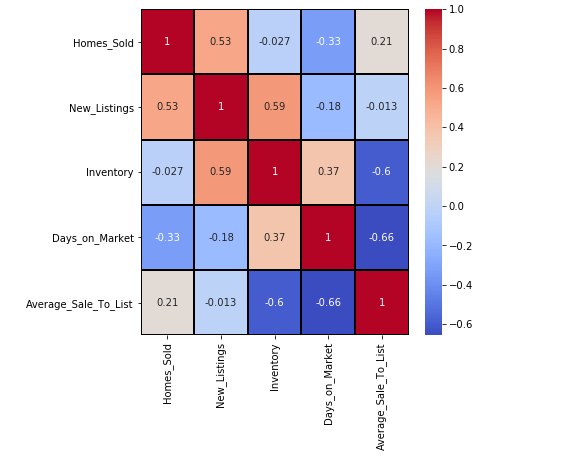 Homes_Sold 1 0.53 -0.027 -0.33 0.21
New_Listings 0.53 1 0.59 -0.18 -0.013
Inventory -0.027 0.59 1 0.37 -0.6
Days_on_Market -0.33 -0.18 0.37 1 -0.66
Average_Sale_To_List 0.21 -0.013 -0.6 -0.66 1
Homes_Sold
New_Listings
Inventory
Days_on_Market
Average_Sale_To_List
1.0
0.8
0.6
0.4
0.2
0.0
−0.2
−0.4
−0.6